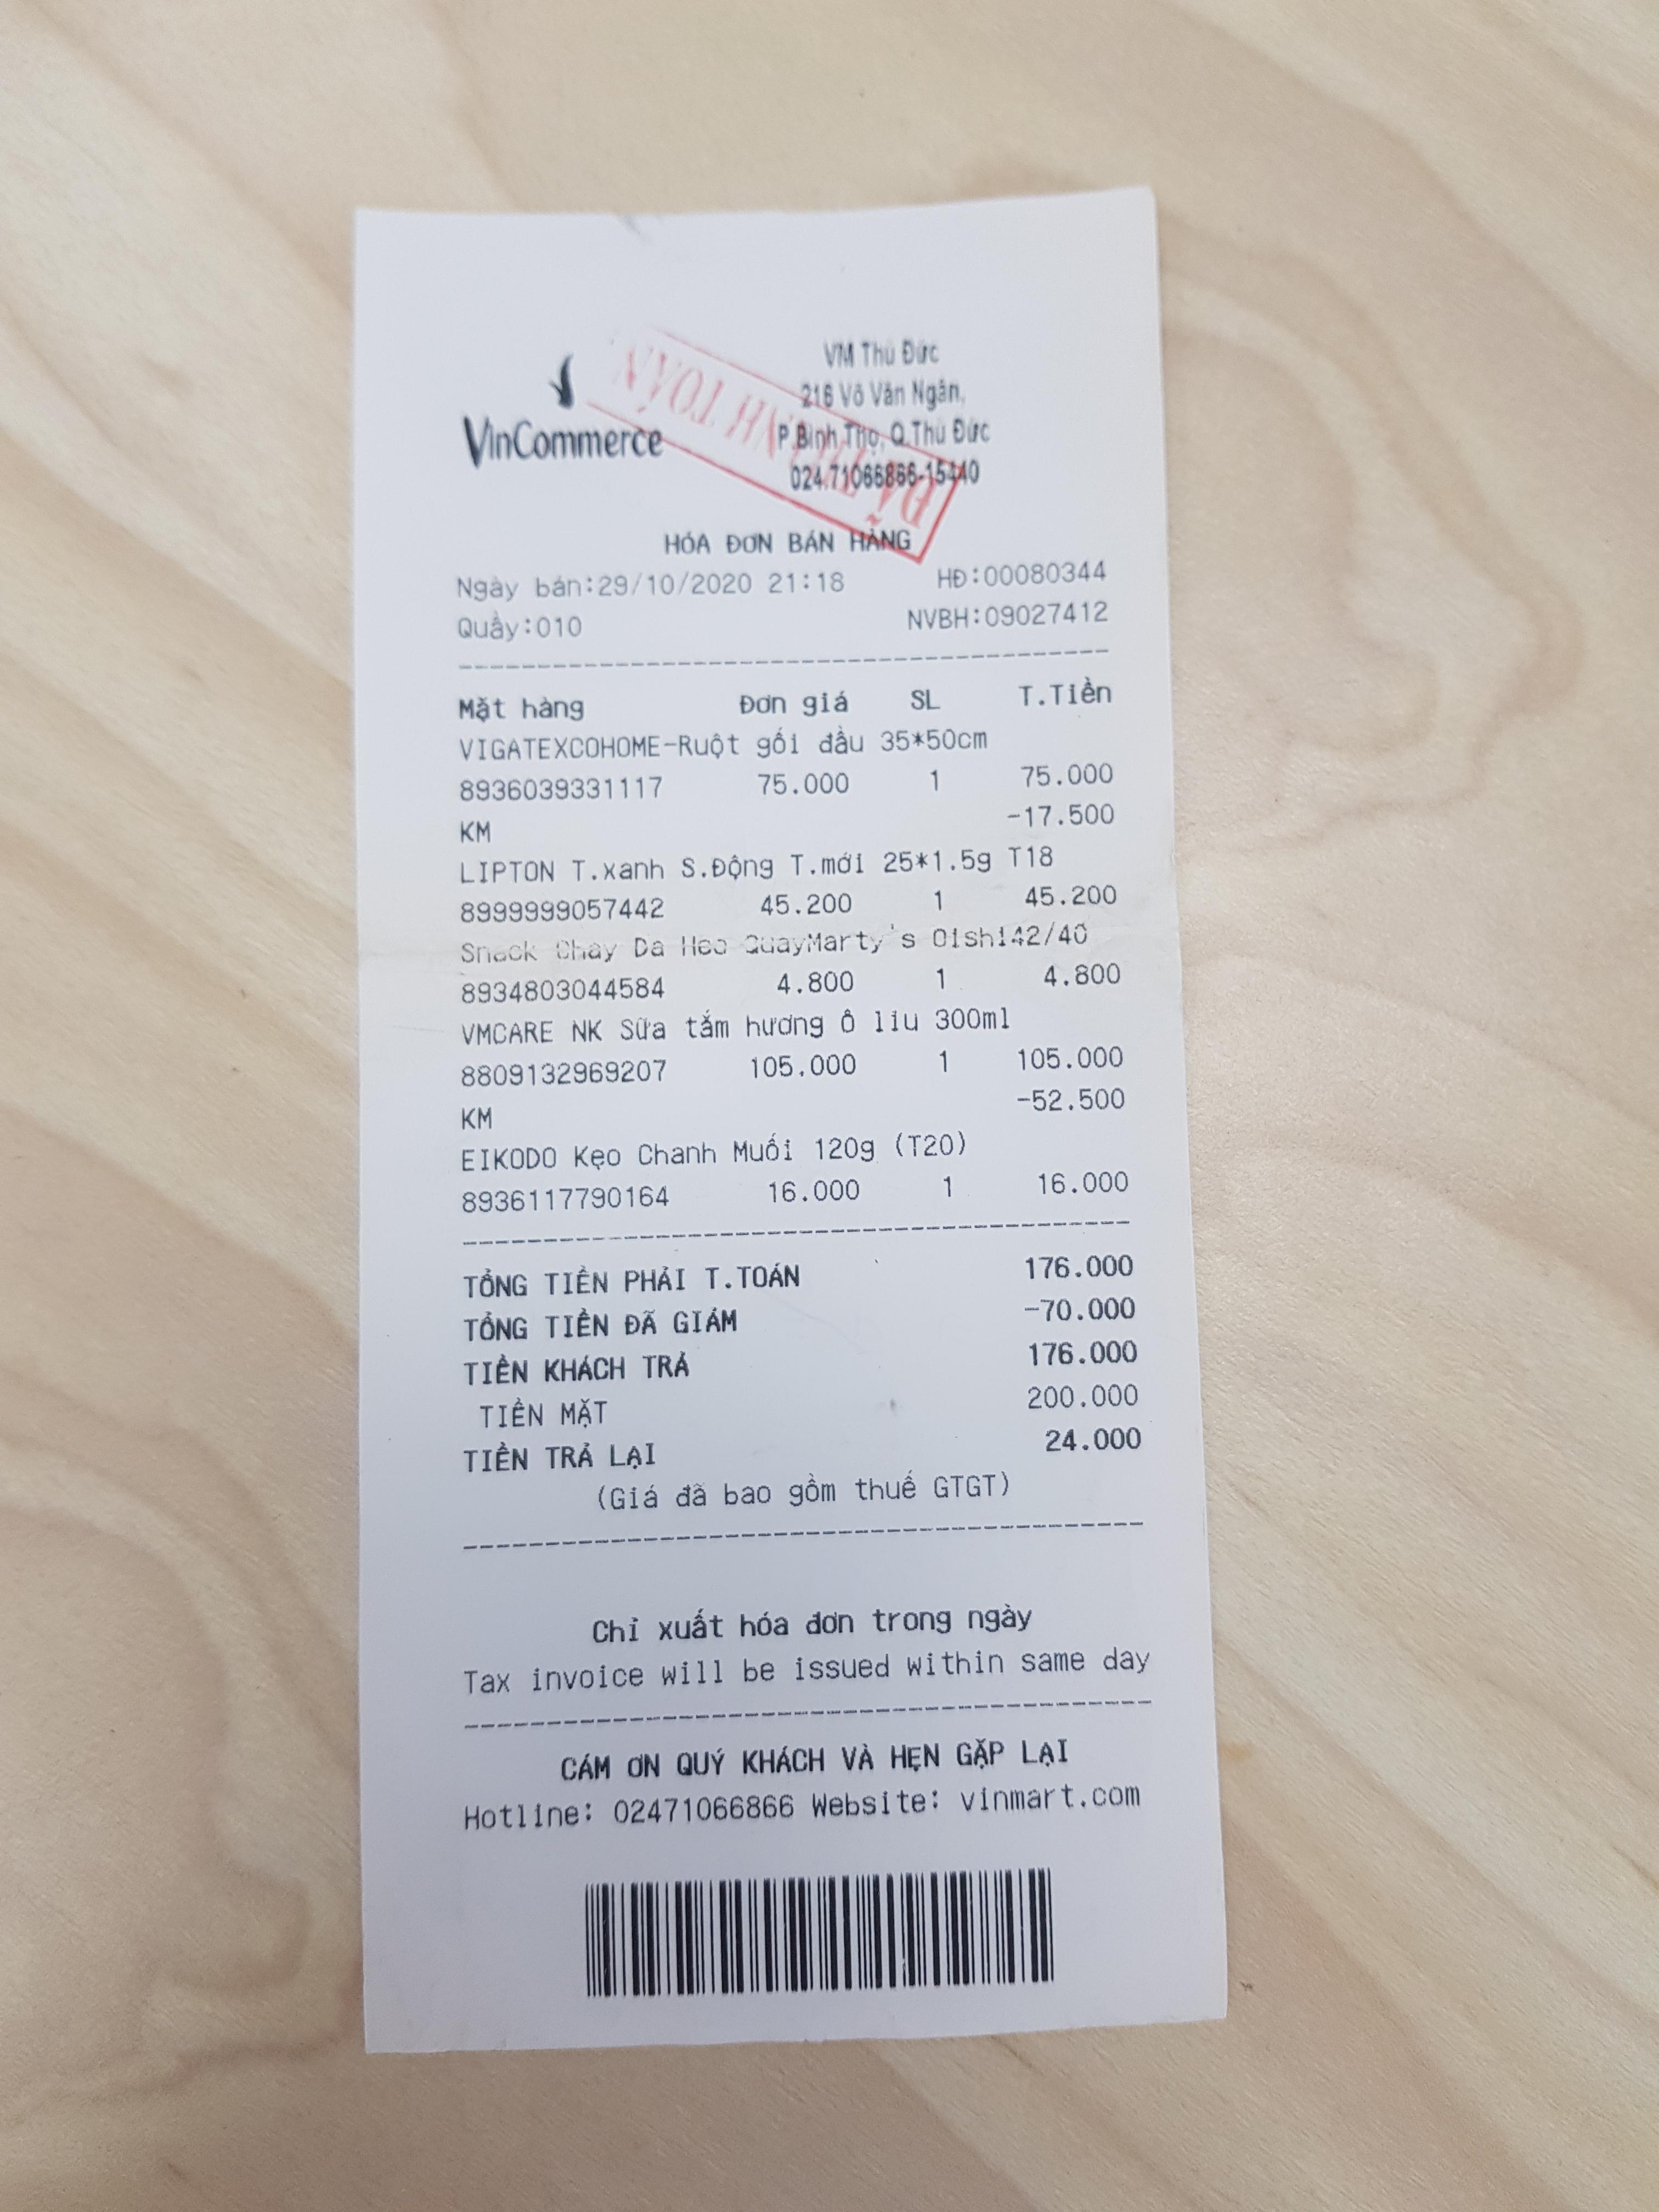 VinCommerce
VM Thủ Đức
216 Võ Văn Ngân,
P.Bình Thọ, Q.Thủ Đức
024.71066866-15440
ĐÃ THANH TOÁN
HÓA ĐƠN BÁN HÀNG
Ngày bán:29/10/2020 21:18 HĐ:00080344
Quầy:010 NVBH:09027412
Mặt hàng Đơn giá SL T.Tiền
VIGATEXCOHOME-Ruột gối đầu 35*50cm
8936039331117 75.000 1 75.000
KM -17.500
LIPTON T.xanh S.Động T.mới 25*1.5g T18
8999999057442 45.200 1 45.200
Snack Chay Da Heo QuayMarty's Oishi42/40
8934803044584 4.800 1 4.800
VMCARE NK Sữa tắm hương Ô liu 300ml
8809132969207 105.000 1 105.000
KM -52.500
EIKODO Kẹo Chanh Muối 120g (T20)
8936117790164 16.000 1 16.000
TỔNG TIỀN PHẢI T.TOÁN 176.000
TỔNG TIỀN ĐÃ GIẢM -70.000
TIỀN KHÁCH TRẢ 176.000
TIỀN MẶT 200.000
TIỀN TRẢ LẠI 24.000
(Giá đã bao gồm thuế GTGT)
Chỉ xuất hóa đơn trong ngày
Tax invoice will be issued within same day
CẢM ƠN QUÝ KHÁCH VÀ HẸN GẶP LẠI
Hotline: 02471066866 Website: vinmart.com